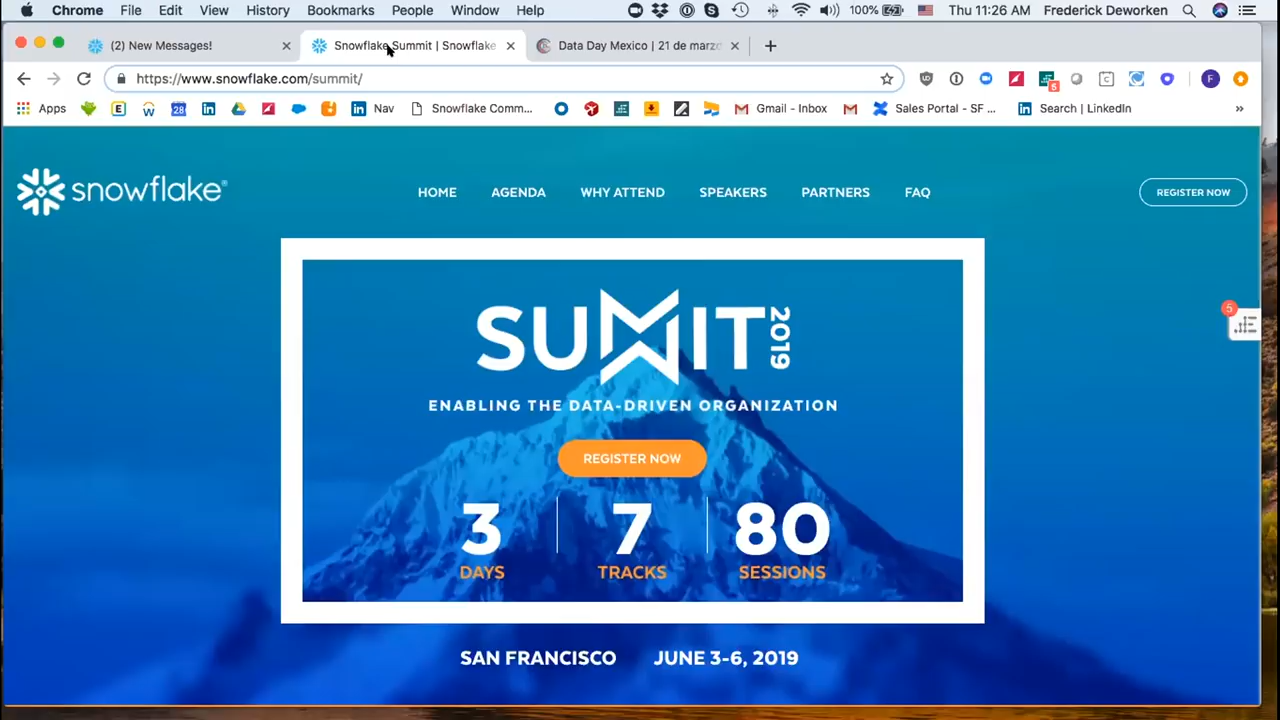 Chrome File Edit View History Bookmarks People Window Help 100% Thu 11:26 AM Frederick Deworken
(2) New Messages! Snowflake Summit | Snowflake Data Day Mexico | 21 de marzo
https://www.snowflake.com/summit/
5
F
Apps E W 28 Nav Snowflake Comm... Gmail - Inbox Sales Portal - SF ... Search | LinkedIn »
snowflake®
HOME AGENDA WHY ATTEND SPEAKERS PARTNERS FAQ REGISTER NOW
SUMMIT 2019
5
ENABLING THE DATA-DRIVEN ORGANIZATION
REGISTER NOW
3 7 80
DAYS TRACKS SESSIONS
SAN FRANCISCO JUNE 3-6, 2019